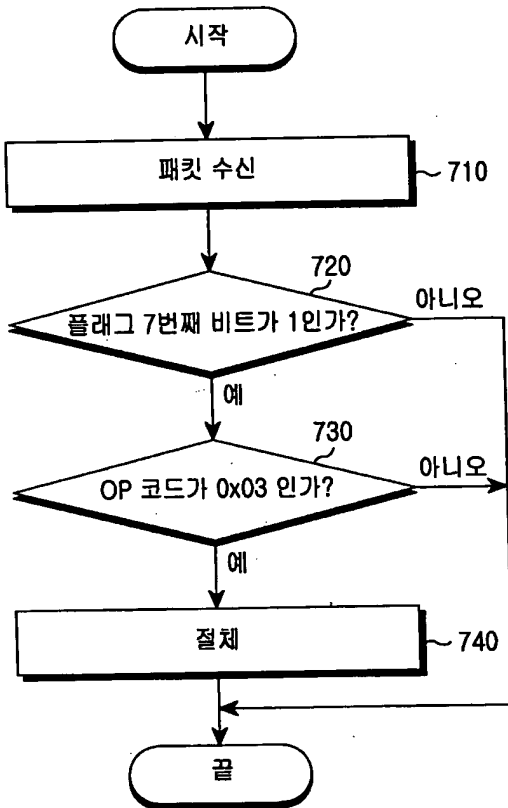 시작
패킷 수신
710
720
플래그 7번째 비트가 1인가?
아니오
예
730
OP 코드가 0x03 인가?
아니오
예
절체
740
끝